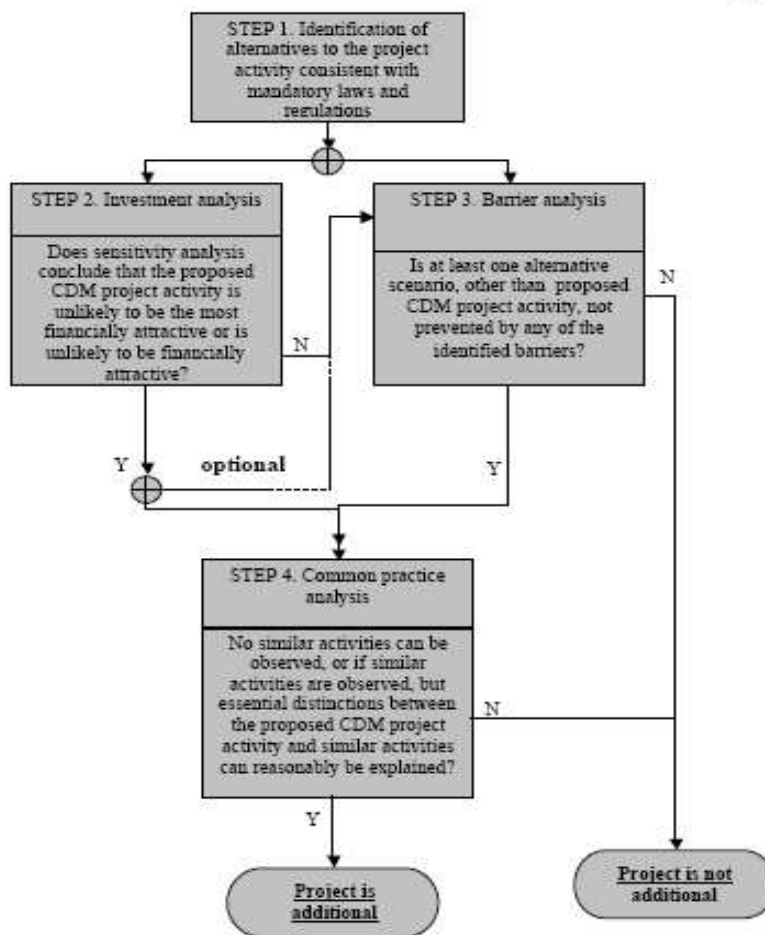 STEP 1. Identification of
alternatives to the project
activity consistent with
mandatory laws and
regulations
STEP 2. Investment analysis
Does sensitivity analysis
conclude that the proposed
CDM project activity is
unlikely to be the most
financially attractive or is
unlikely to be financially
attractive?
N
STEP 3. Barrier analysis
Is at least one alternative
scenario, other than proposed
CDM project activity, not
prevented by any of the
identified barriers?
N
Y
optional
Y
STEP 4. Common practice
analysis
No similar activities can be
observed, or if similar
activities are observed, but
essential distinctions between
the proposed CDM project
activity and similar activities
can reasonably be explained?
N
Y
Project is
additional
Project is not
additional